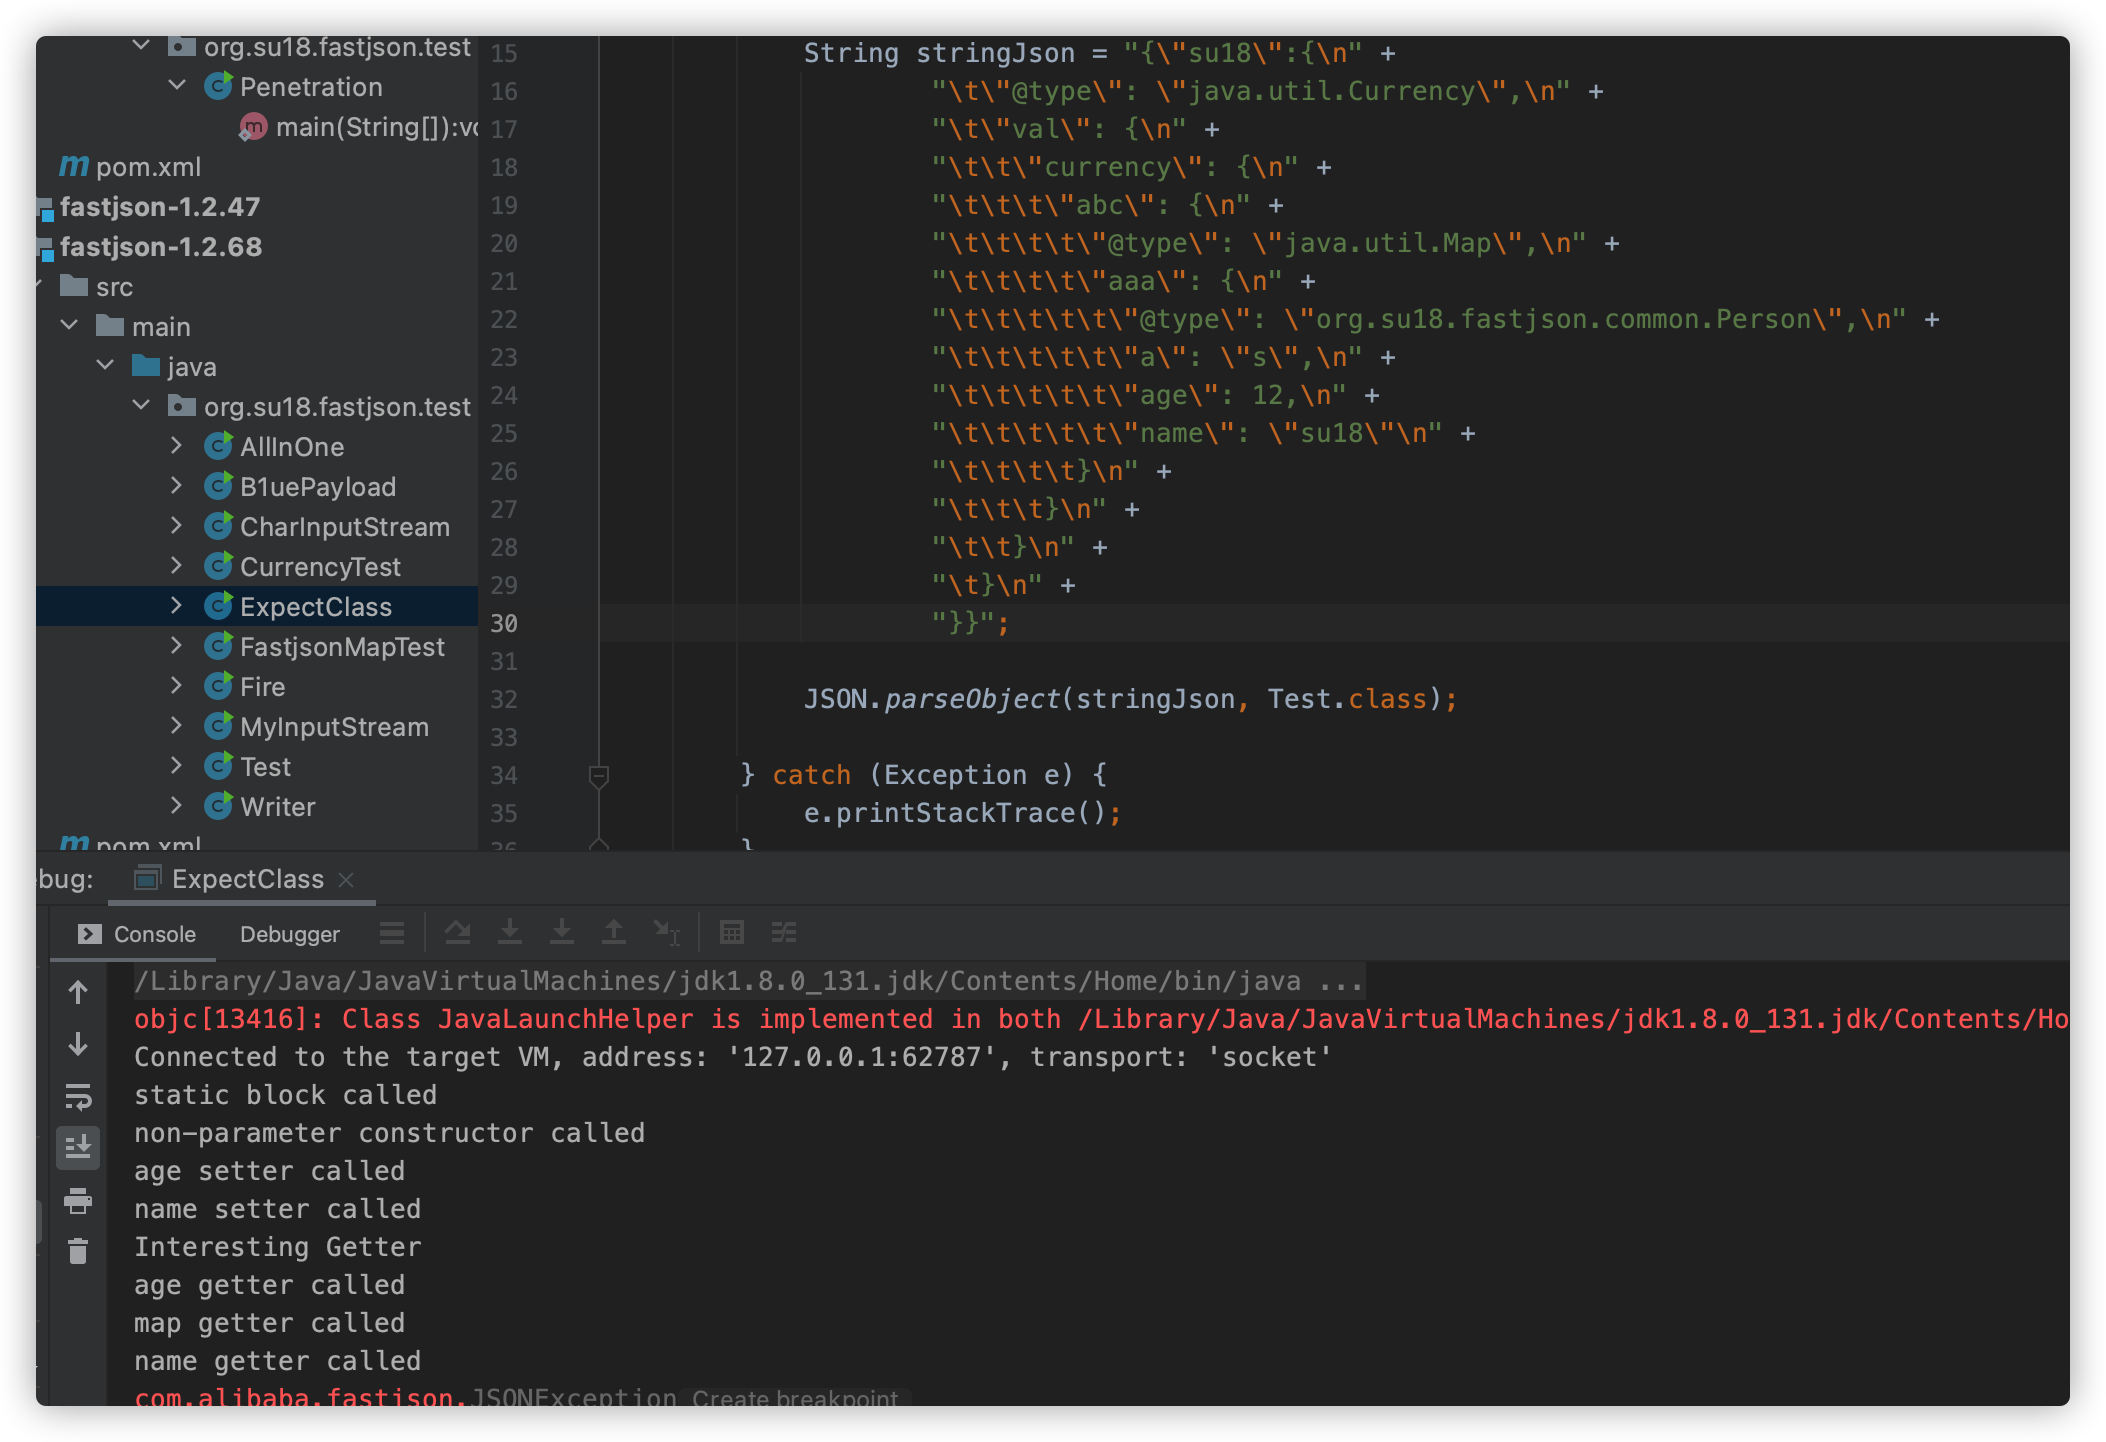 org.su18.fastjson.test
Penetration
main(String[]):vo
pom.xml
fastjson-1.2.47
fastjson-1.2.68
src
main
java
org.su18.fastjson.test
AllInOne
B1uePayload
CharInputStream
CurrencyTest
ExpectClass
FastjsonMapTest
Fire
MyInputStream
Test
Writer
pom.xml
15 String stringJson = "{\"su18\":{\n" +
16 "\t\"@type\": \"java.util.Currency\",\n" +
17 "\t\"val\": {\n" +
18 "\t\t\"currency\": {\n" +
19 "\t\t\t\"abc\": {\n" +
20 "\t\t\t\t\"@type\": \"java.util.Map\",\n" +
21 "\t\t\t\t\"aaa\": {\n" +
22 "\t\t\t\t\t\"@type\": \"org.su18.fastjson.common.Person\",\n" +
23 "\t\t\t\t\t\"a\": \"s\",\n" +
24 "\t\t\t\t\t\"age\": 12,\n" +
25 "\t\t\t\t\t\"name\": \"su18\"\n" +
26 "\t\t\t\t}\n" +
27 "\t\t\t}\n" +
28 "\t\t}\n" +
29 "\t}\n" +
30 "}}";
31
32 JSON.parseObject(stringJson, Test.class);
33
34 } catch (Exception e) {
35 e.printStackTrace();
36 }
ebug: ExpectClass
Console Debugger
/Library/Java/JavaVirtualMachines/jdk1.8.0_131.jdk/Contents/Home/bin/java ...
objc[13416]: Class JavaLaunchHelper is implemented in both /Library/Java/JavaVirtualMachines/jdk1.8.0_131.jdk/Contents/Ho
Connected to the target VM, address: '127.0.0.1:62787', transport: 'socket'
static block called
non-parameter constructor called
age setter called
name setter called
Interesting Getter
age getter called
map getter called
name getter called
com.alibaba.fastjson.JSONException Create breakpoint